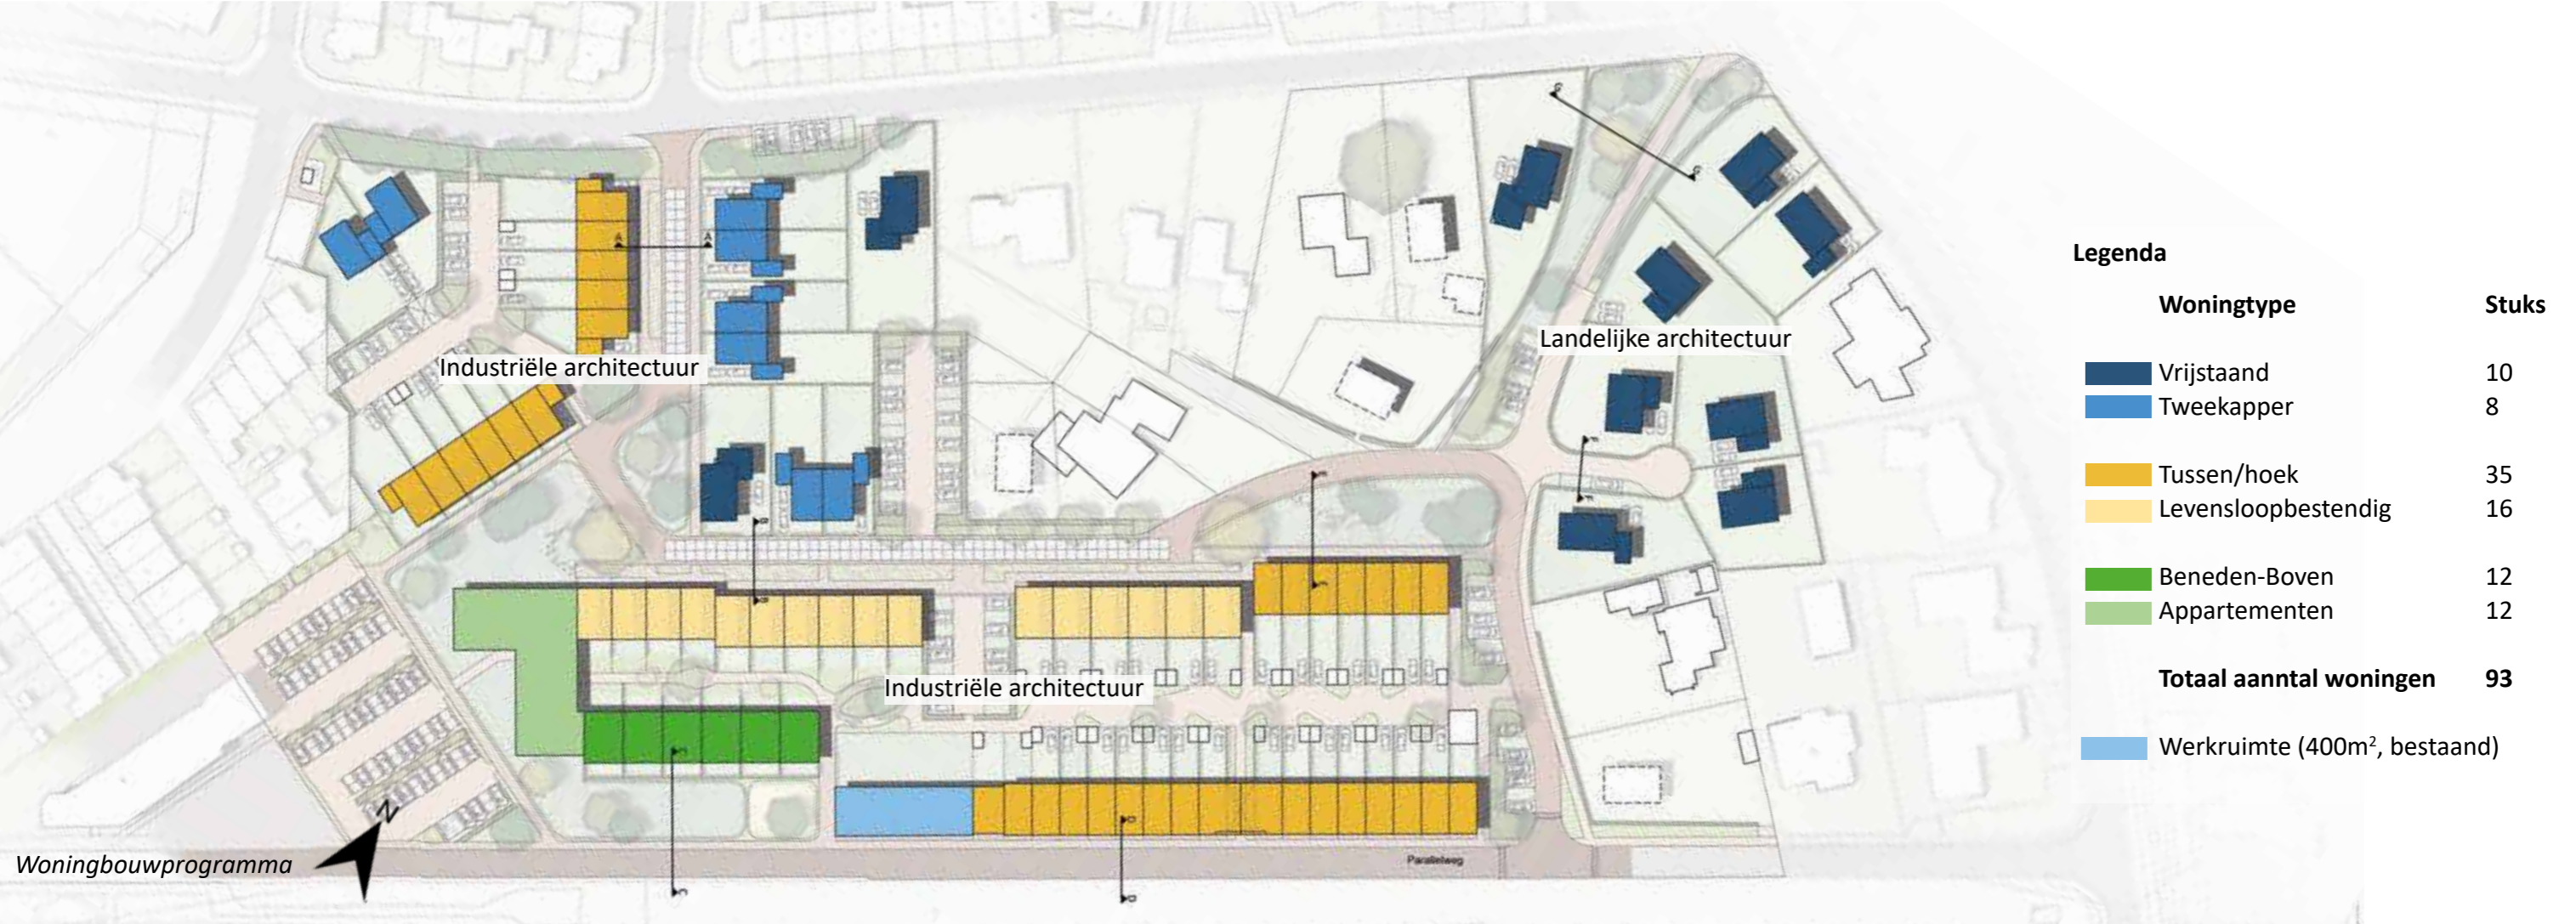 Legenda
Woningtype Stuks
Vrijstaand 10
Tweekapper 8
Tussen/hoek 35
Levensloopbestendig 16
Beneden-Boven 12
Appartementen 12
Totaal aanntal woningen 93
Werkruimte (400m², bestaand)
Landelijke architectuur
Industriële architectuur
Industriële architectuur
A A
G
G
F
F
B
B
C
C
D
D
N
Parallelweg
Woningbouwprogramma